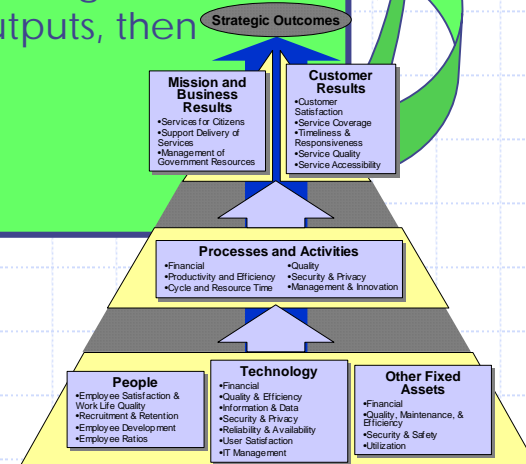 utputs, then
Strategic Outcomes
Mission and
Business
Results
•Services for Citizens
•Support Delivery of
Services
•Management of
Government Resources
Customer
Results
•Customer
Satisfaction
•Service Coverage
•Timeliness &
Responsiveness
•Service Quality
•Service Accessibility
Processes and Activities
•Financial
•Productivity and Efficiency
•Cycle and Resource Time
•Quality
•Security & Privacy
•Management & Innovation
People
•Employee Satisfaction &
Work Life Quality
•Recruitment & Retention
•Employee Development
•Employee Ratios
Technology
•Financial
•Quality & Efficiency
•Information & Data
•Security & Privacy
•Reliability & Availability
•User Satisfaction
•IT Management
Other Fixed
Assets
•Financial
•Quality, Maintenance, &
Efficiency
•Security & Safety
•Utilization